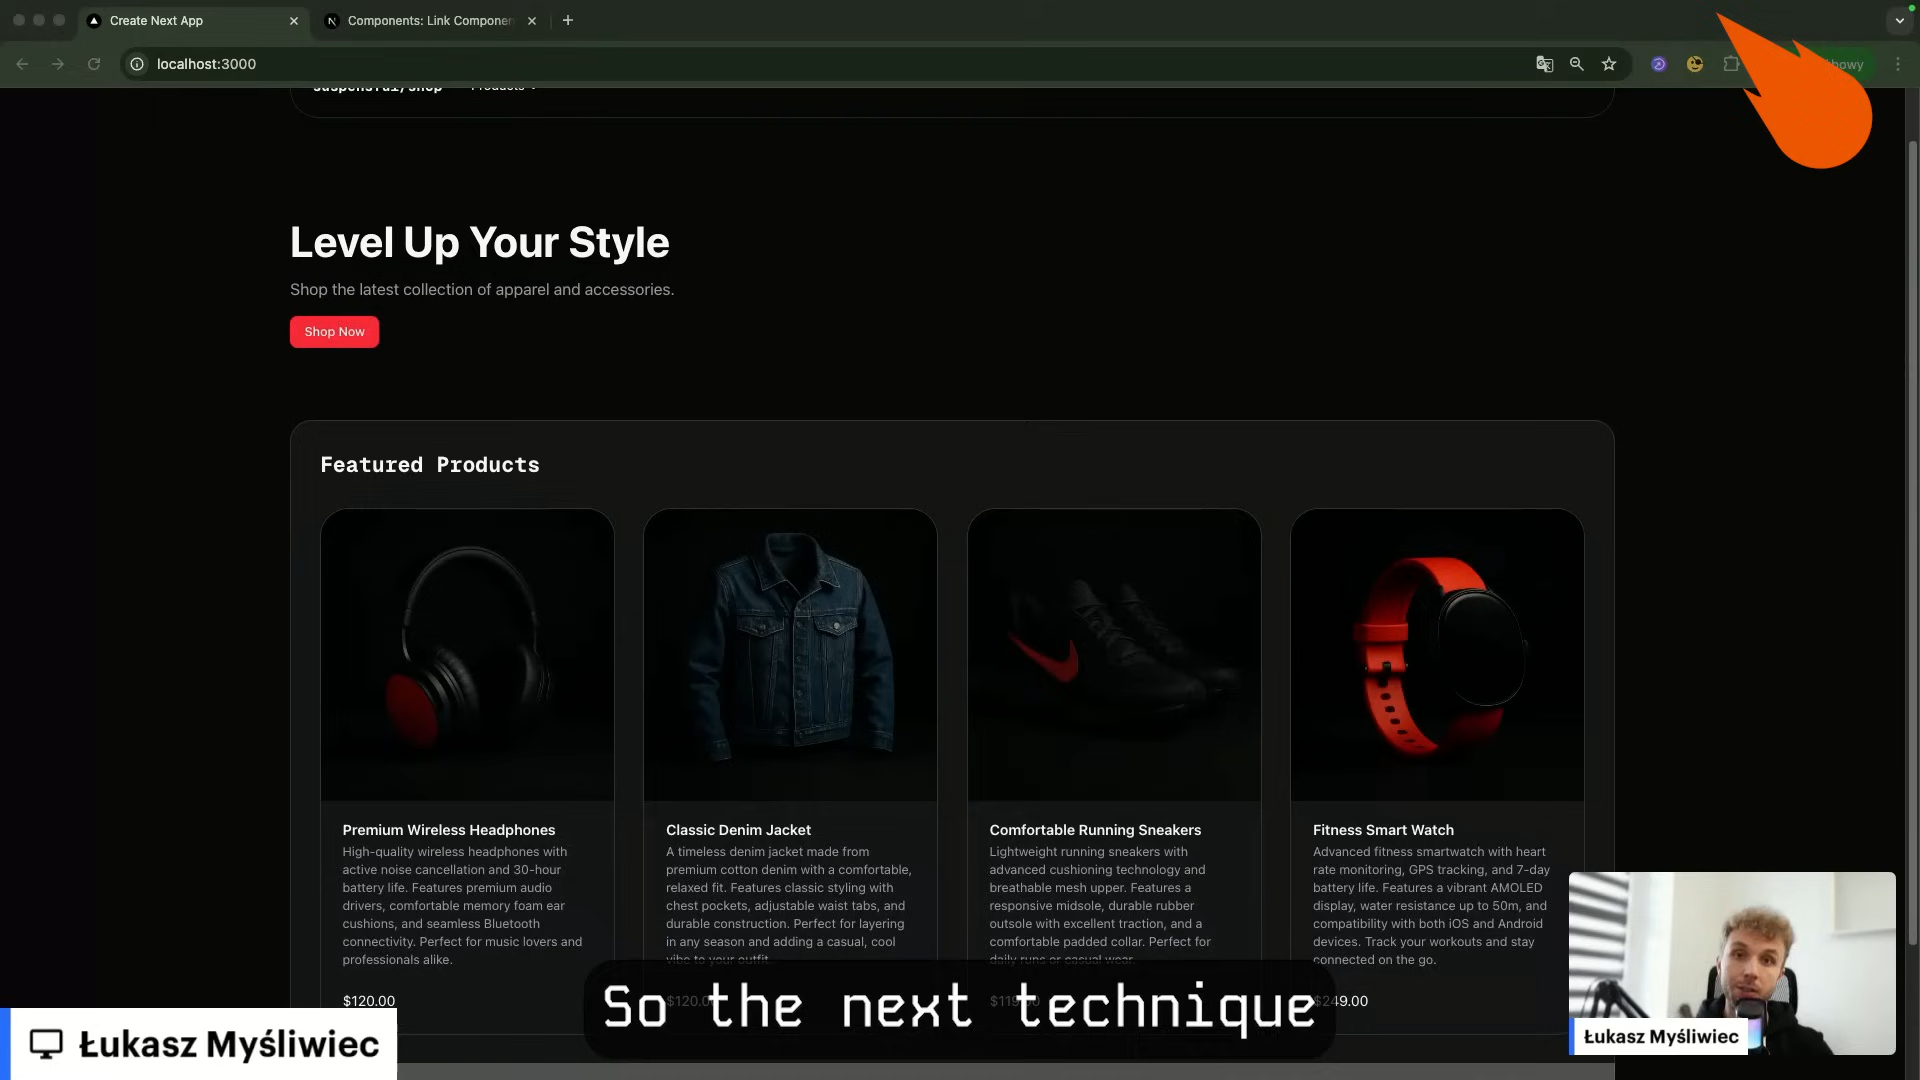 Create Next App
Components: Link Componen
localhost:3000
suspensful/shop
Products
Level Up Your Style
Shop the latest collection of apparel and accessories.
Shop Now
Featured Products
Premium Wireless Headphones
High-quality wireless headphones with
active noise cancellation and 30-hour
battery life. Features premium audio
drivers, comfortable memory foam ear
cushions, and seamless Bluetooth
connectivity. Perfect for music lovers and
professionals alike.
$120.00
Classic Denim Jacket
A timeless denim jacket made from
premium cotton denim with a comfortable,
relaxed fit. Features classic styling with
chest pockets, adjustable waist tabs, and
durable construction. Perfect for layering
in any season and adding a casual, cool
vibe to your outfit.
Comfortable Running Sneakers
Lightweight running sneakers with
advanced cushioning technology and
breathable mesh upper. Features a
responsive midsole, durable rubber
outsole with excellent traction, and a
comfortable padded collar. Perfect for
daily runs or casual wear.
Fitness Smart Watch
Advanced fitness smartwatch with heart
rate monitoring, GPS tracking, and 7-day
battery life. Features a vibrant AMOLED
display, water resistance up to 50m, and
compatibility with both iOS and Android
devices. Track your workouts and stay
connected on the go.
$249.00
So the next technique
Łukasz Myśliwiec
Łukasz Myśliwiec